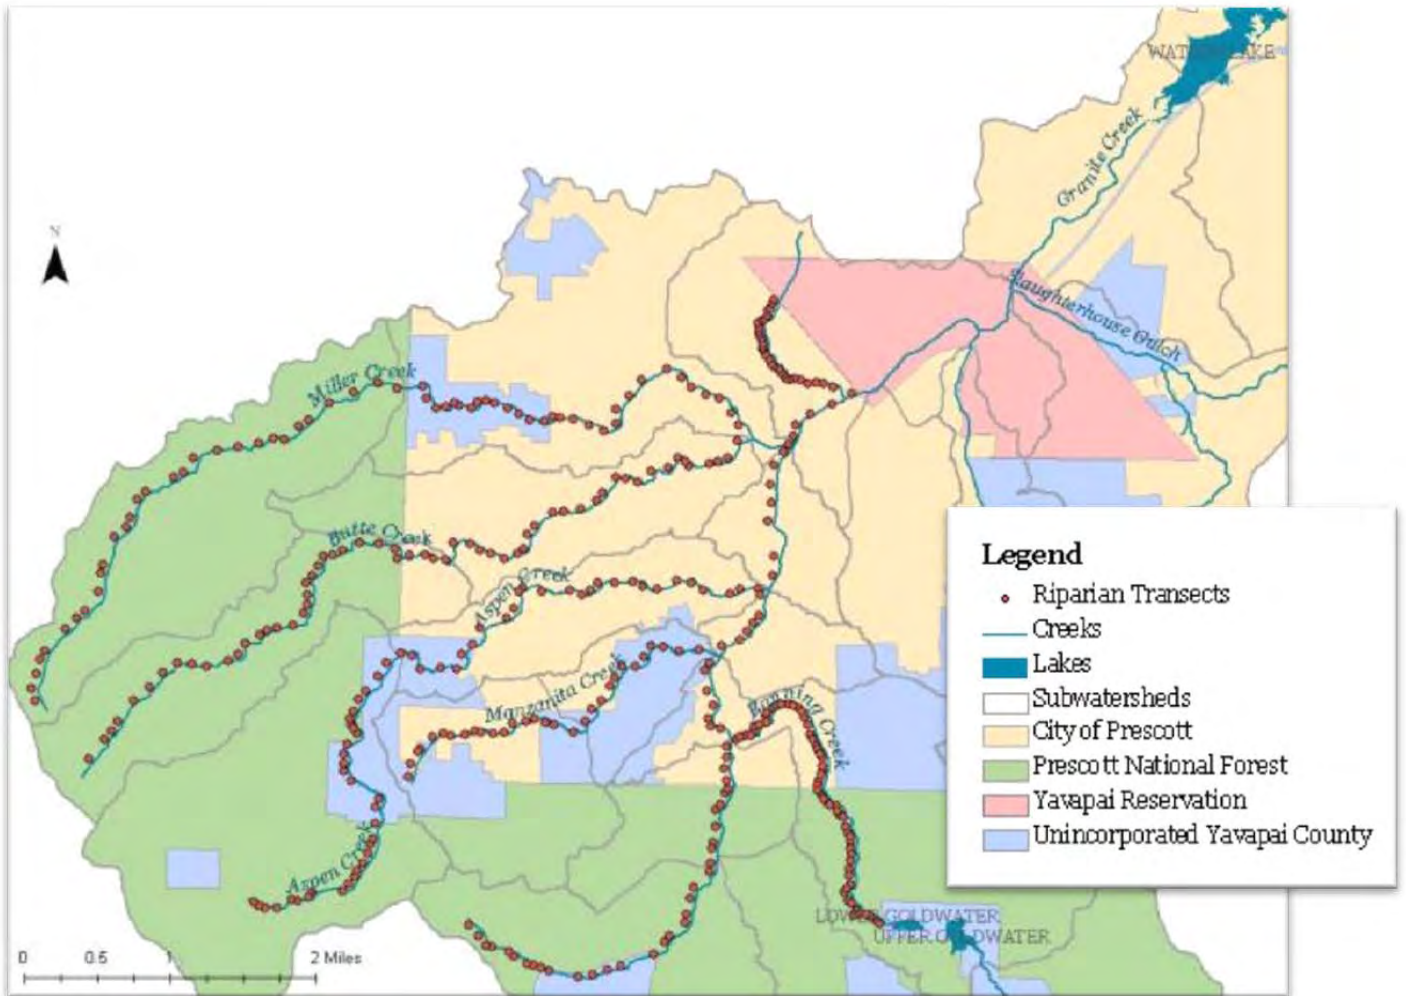 WATSON LAKE
Granite Creek
N
Slaughterhouse Gulch
Miller Creek
Butte Creek
Aspen Creek
Manzanita Creek
Banning Creek
Aspen Creek
LOWER GOLDWATER
UPPER GOLDWATER
0 0.5 1 2 Miles
Legend
Riparian Transects
Creeks
Lakes
Subwatersheds
City of Prescott
Prescott National Forest
Yavapai Reservation
Unincorporated Yavapai County